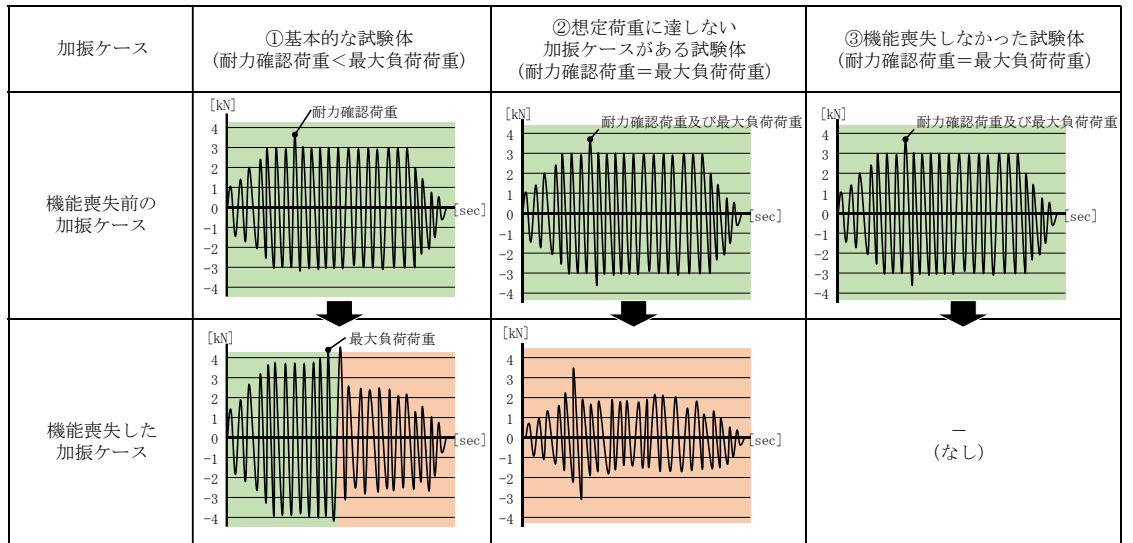 加振ケース
①基本的な試験体
(耐力確認荷重＜最大負荷荷重)
②想定荷重に達しない
加振ケースがある試験体
(耐力確認荷重＝最大負荷荷重)
③機能喪失しなかった試験体
(耐力確認荷重＝最大負荷荷重)
機能喪失前の
加振ケース
[kN]
耐力確認荷重
4
3
2
1
0
-1
-2
-3
-4
[sec]
[kN]
耐力確認荷重及び最大負荷荷重
4
3
2
1
0
-1
-2
-3
-4
[sec]
[kN]
耐力確認荷重及び最大負荷荷重
4
3
2
1
0
-1
-2
-3
-4
[sec]
機能喪失した
加振ケース
[kN]
最大負荷荷重
4
3
2
1
0
-1
-2
-3
-4
[sec]
[kN]
4
3
2
1
0
-1
-2
-3
-4
[sec]
－
(なし)